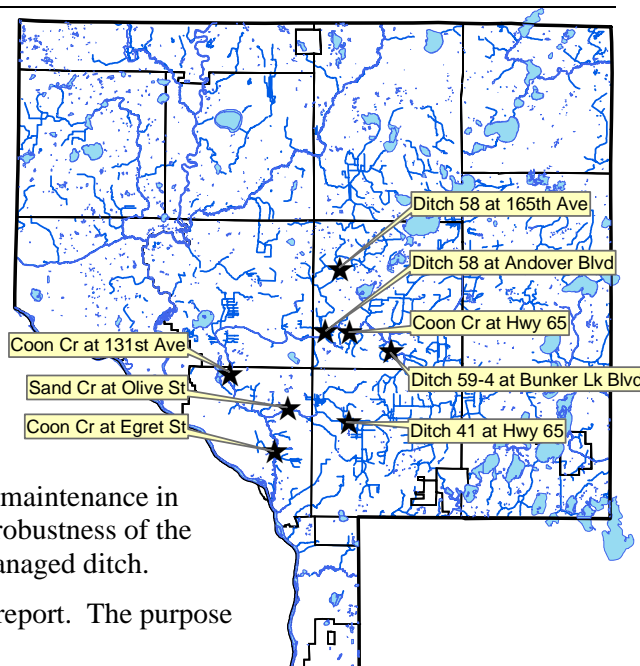 Ditch 58 at 165th Ave
Ditch 58 at Andover Blvd
Coon Cr at Hwy 65
Coon Cr at 131st Ave
Ditch 59-4 at Bunker Lk Blvd
Sand Cr at Olive St
Coon Cr at Egret St
Ditch 41 at Hwy 65
maintenance in
robustness of the
anaged ditch.
report. The purpose